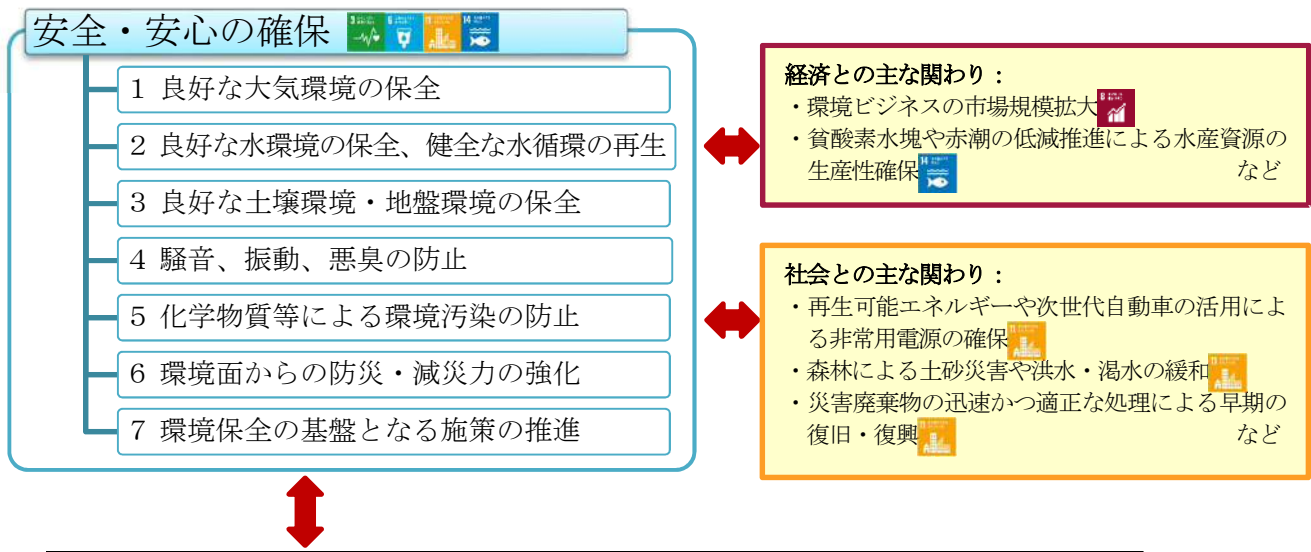 安全・安心の確保
1 良好な大気環境の保全
2 良好な水環境の保全、健全な水循環の再生
3 良好な土壌環境・地盤環境の保全
4 騒音、振動、悪臭の防止
5 化学物質等による環境汚染の防止
6 環境面からの防災・減災力の強化
7 環境保全の基盤となる施策の推進
経済との主な関わり：
・環境ビジネスの市場規模拡大
・貧酸素水塊や赤潮の低減推進による水産資源の
生産性確保 など
社会との主な関わり：
・再生可能エネルギーや次世代自動車の活用によ
る非常用電源の確保
・森林による土砂災害や洪水・渇水の緩和
・災害廃棄物の迅速かつ適正な処理による早期の
復旧・復興 など